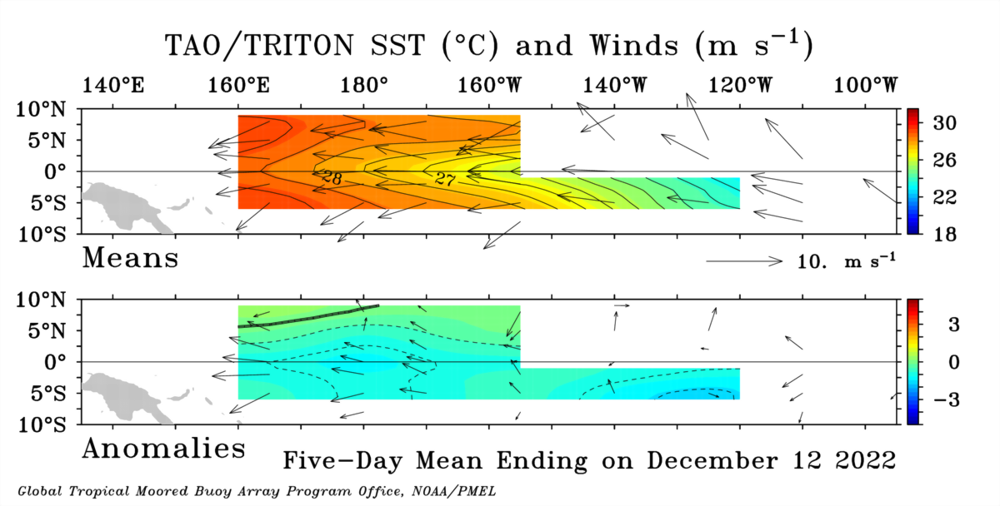 TAO/TRITON SST (°C) and Winds (m s⁻¹)
140°E 160°E 180° 160°W 140°W 120°W 100°W
10°N
5°N
0°
5°S
10°S
28
27
30
26
22
18
Means
10. m s⁻¹
10°N
5°N
0°
5°S
10°S
3
0
−3
Anomalies
Five−Day Mean Ending on December 12 2022
Global Tropical Moored Buoy Array Program Office, NOAA/PMEL